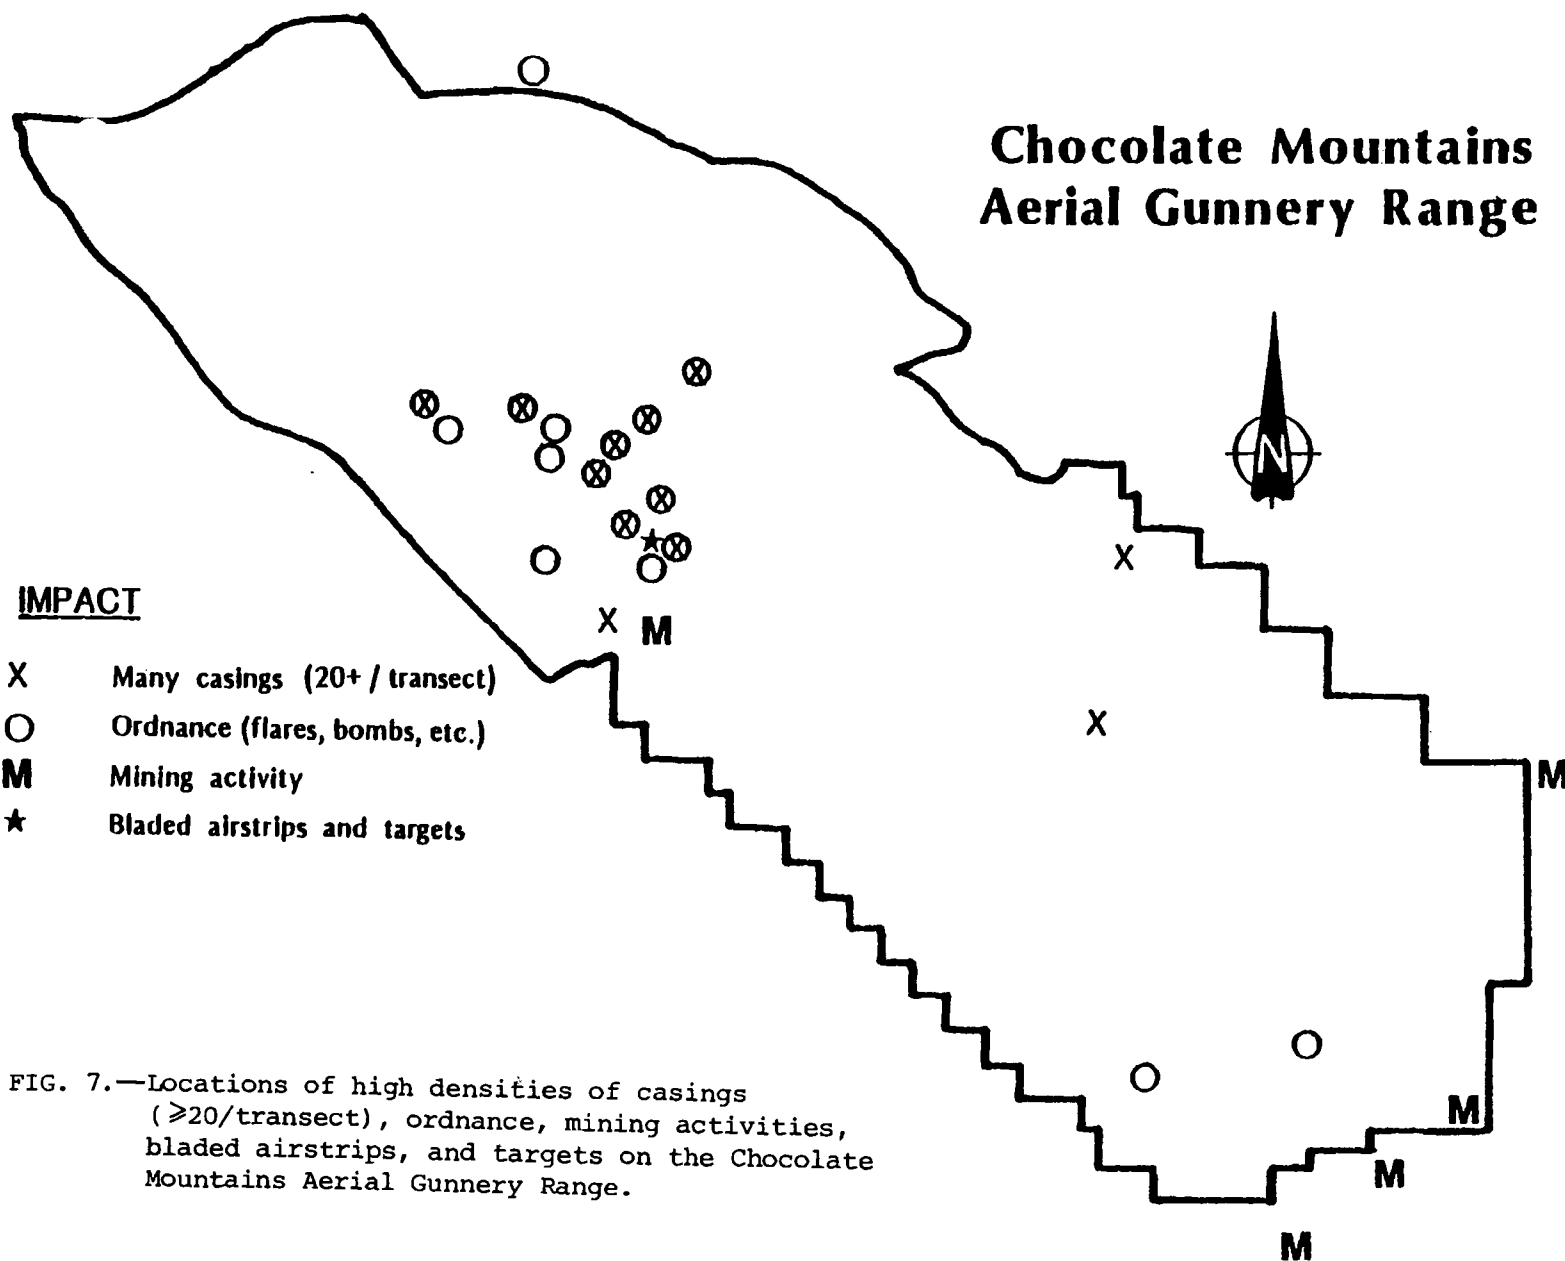 Chocolate Mountains
Aerial Gunnery Range
N
IMPACT
X Many casings (20+ / transect)
O Ordnance (flares, bombs, etc.)
M Mining activity
★ Bladed airstrips and targets
X
M
X
X
M
M
M
M
FIG. 7.—Locations of high densities of casings
(⩾20/transect), ordnance, mining activities,
bladed airstrips, and targets on the Chocolate
Mountains Aerial Gunnery Range.